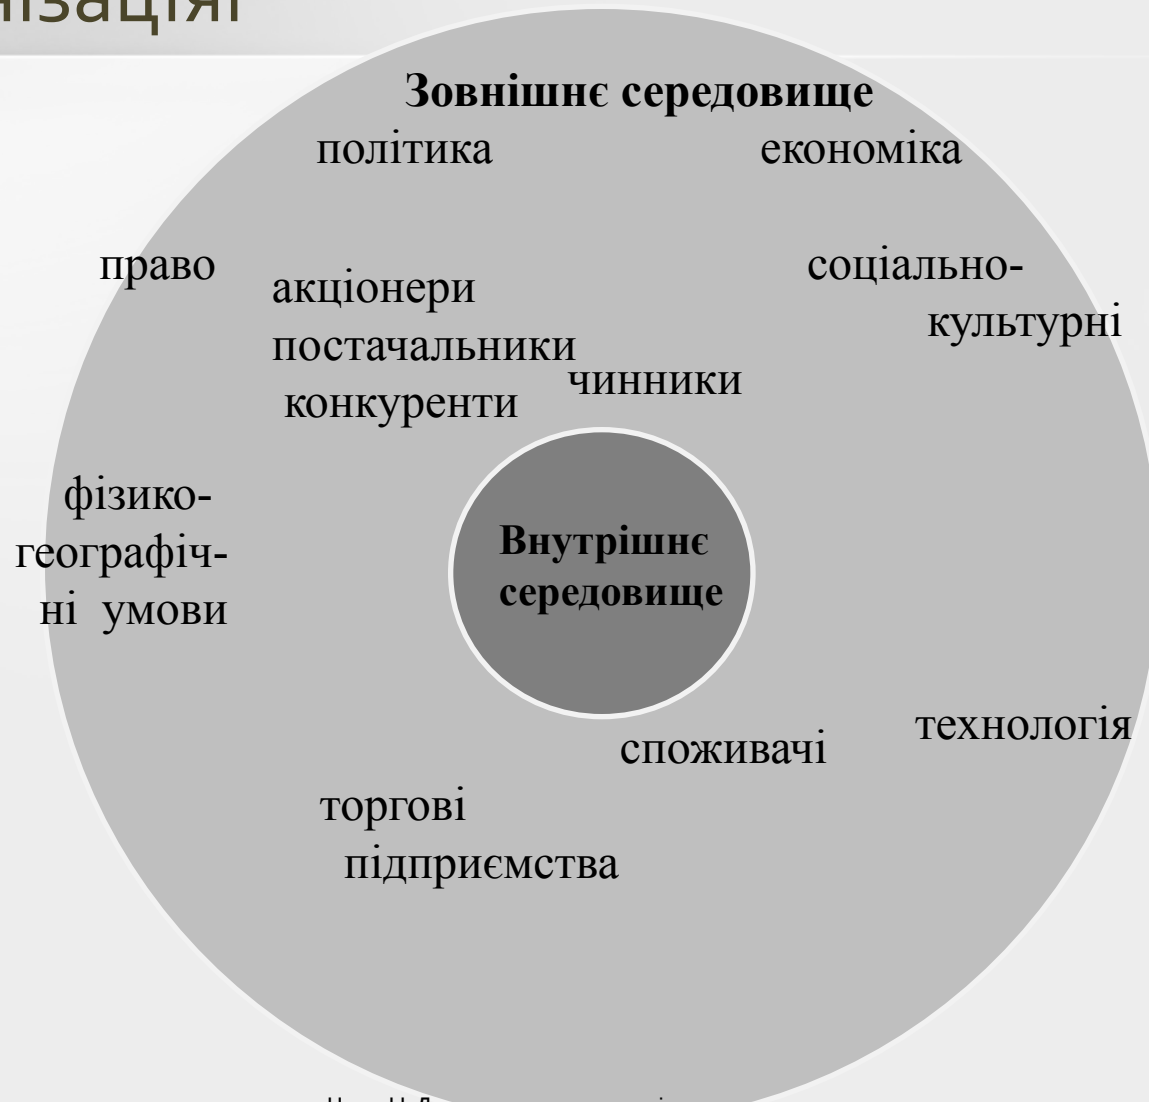 Зовнішнє середовище
політика економіка
право
соціально-
культурні
акціонери
постачальники
конкуренти
чинники
фізико-
географіч-
ні умови
Внутрішнє
середовище
технологія
споживачі
торгові
підприємства